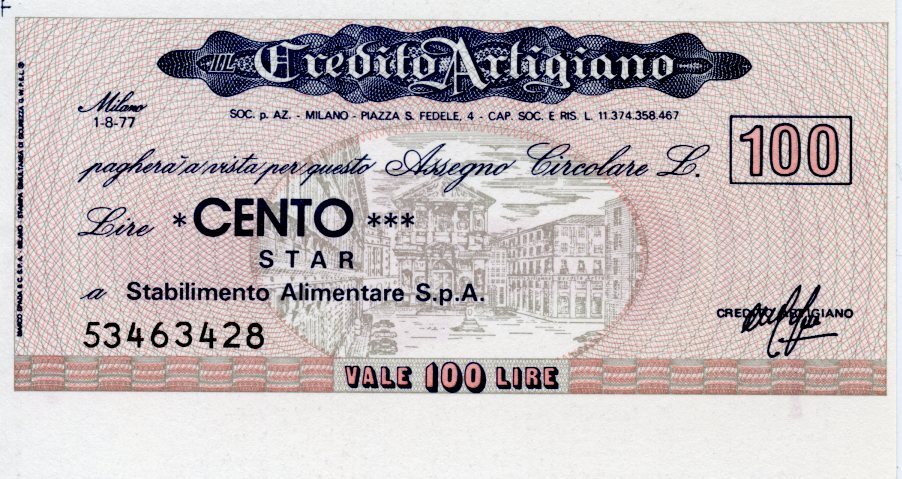 IL Credito Artigiano
Milano
1-8-77
SOC. p. AZ. - MILANO - PIAZZA S. FEDELE, 4 - CAP. SOC. E RIS. L. 11.374.358.467
pagherà a vista per questo Assegno Circolare L. 100
Lire *CENTO ***
STAR
a Stabilimento Alimentare S.p.A.
53463428
CREDITO ARTIGIANO
VALE 100 LIRE